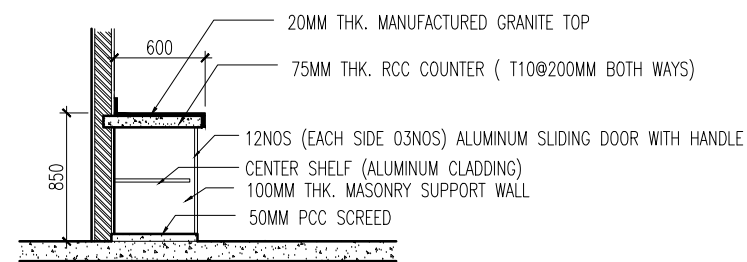 20MM THK. MANUFACTURED GRANITE TOP
600
75MM THK. RCC COUNTER ( T10@200MM BOTH WAYS)
12NOS (EACH SIDE 03NOS) ALUMINUM SLIDING DOOR WITH HANDLE
CENTER SHELF (ALUMINUM CLADDING)
850
100MM THK. MASONRY SUPPORT WALL
50MM PCC SCREED